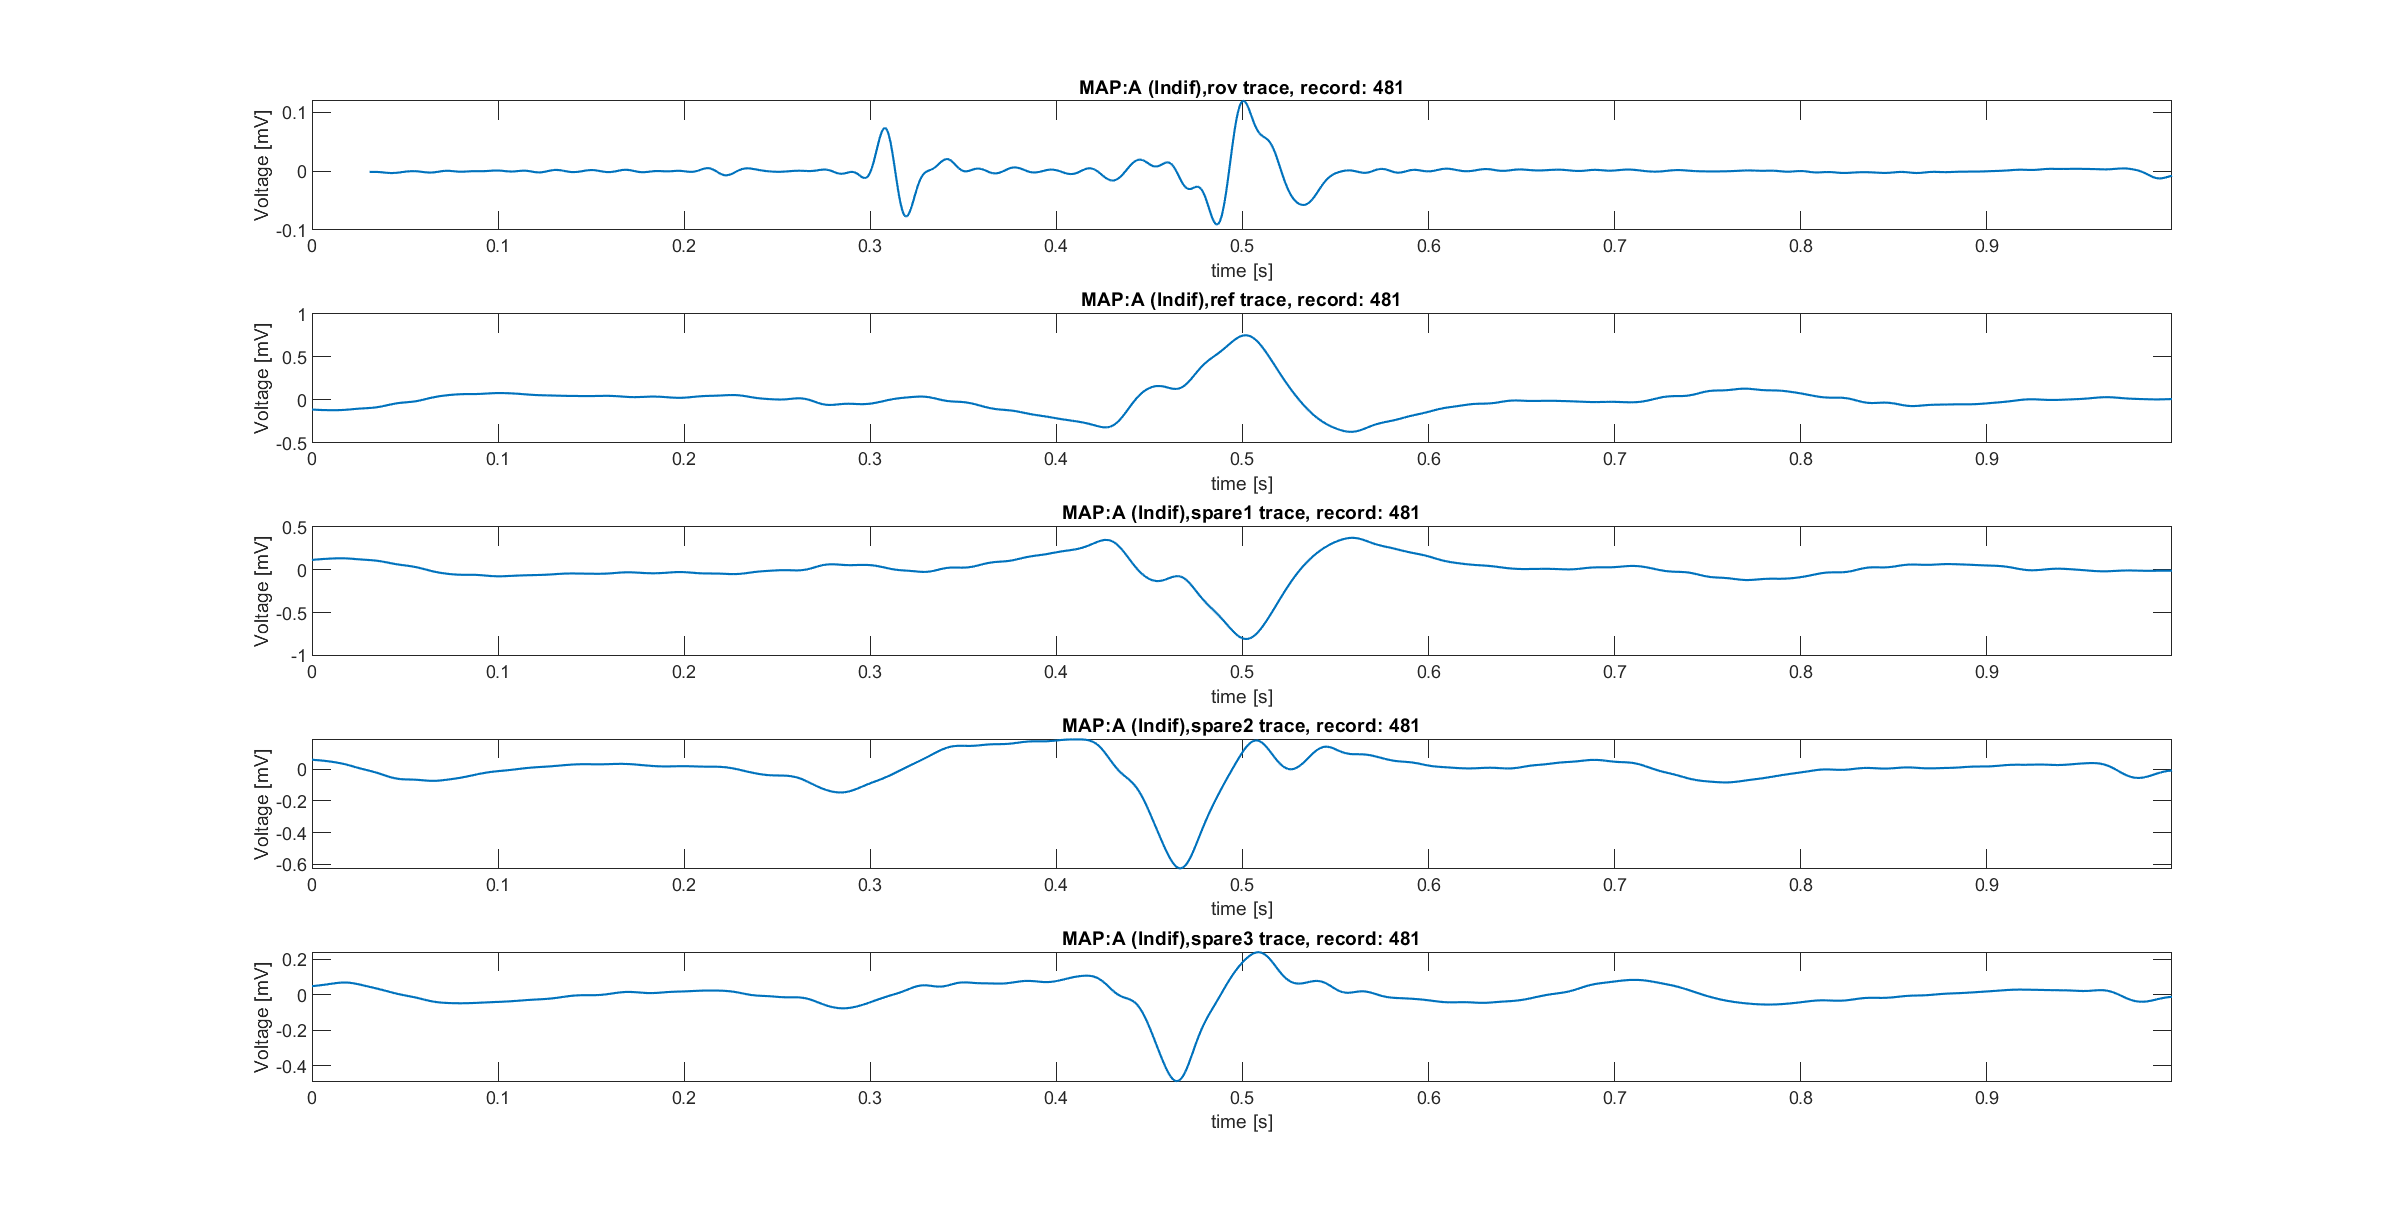 MAP:A (Indif),rov trace, record: 481
Voltage [mV]
0.1
0
-0.1
0 0.1 0.2 0.3 0.4 0.5 0.6 0.7 0.8 0.9
time [s]
MAP:A (Indif),ref trace, record: 481
Voltage [mV]
1
0.5
0
-0.5
0 0.1 0.2 0.3 0.4 0.5 0.6 0.7 0.8 0.9
time [s]
MAP:A (Indif),spare1 trace, record: 481
Voltage [mV]
0.5
0
-0.5
-1
0 0.1 0.2 0.3 0.4 0.5 0.6 0.7 0.8 0.9
time [s]
MAP:A (Indif),spare2 trace, record: 481
Voltage [mV]
0
-0.2
-0.4
-0.6
0 0.1 0.2 0.3 0.4 0.5 0.6 0.7 0.8 0.9
time [s]
MAP:A (Indif),spare3 trace, record: 481
Voltage [mV]
0.2
0
-0.2
-0.4
0 0.1 0.2 0.3 0.4 0.5 0.6 0.7 0.8 0.9
time [s]